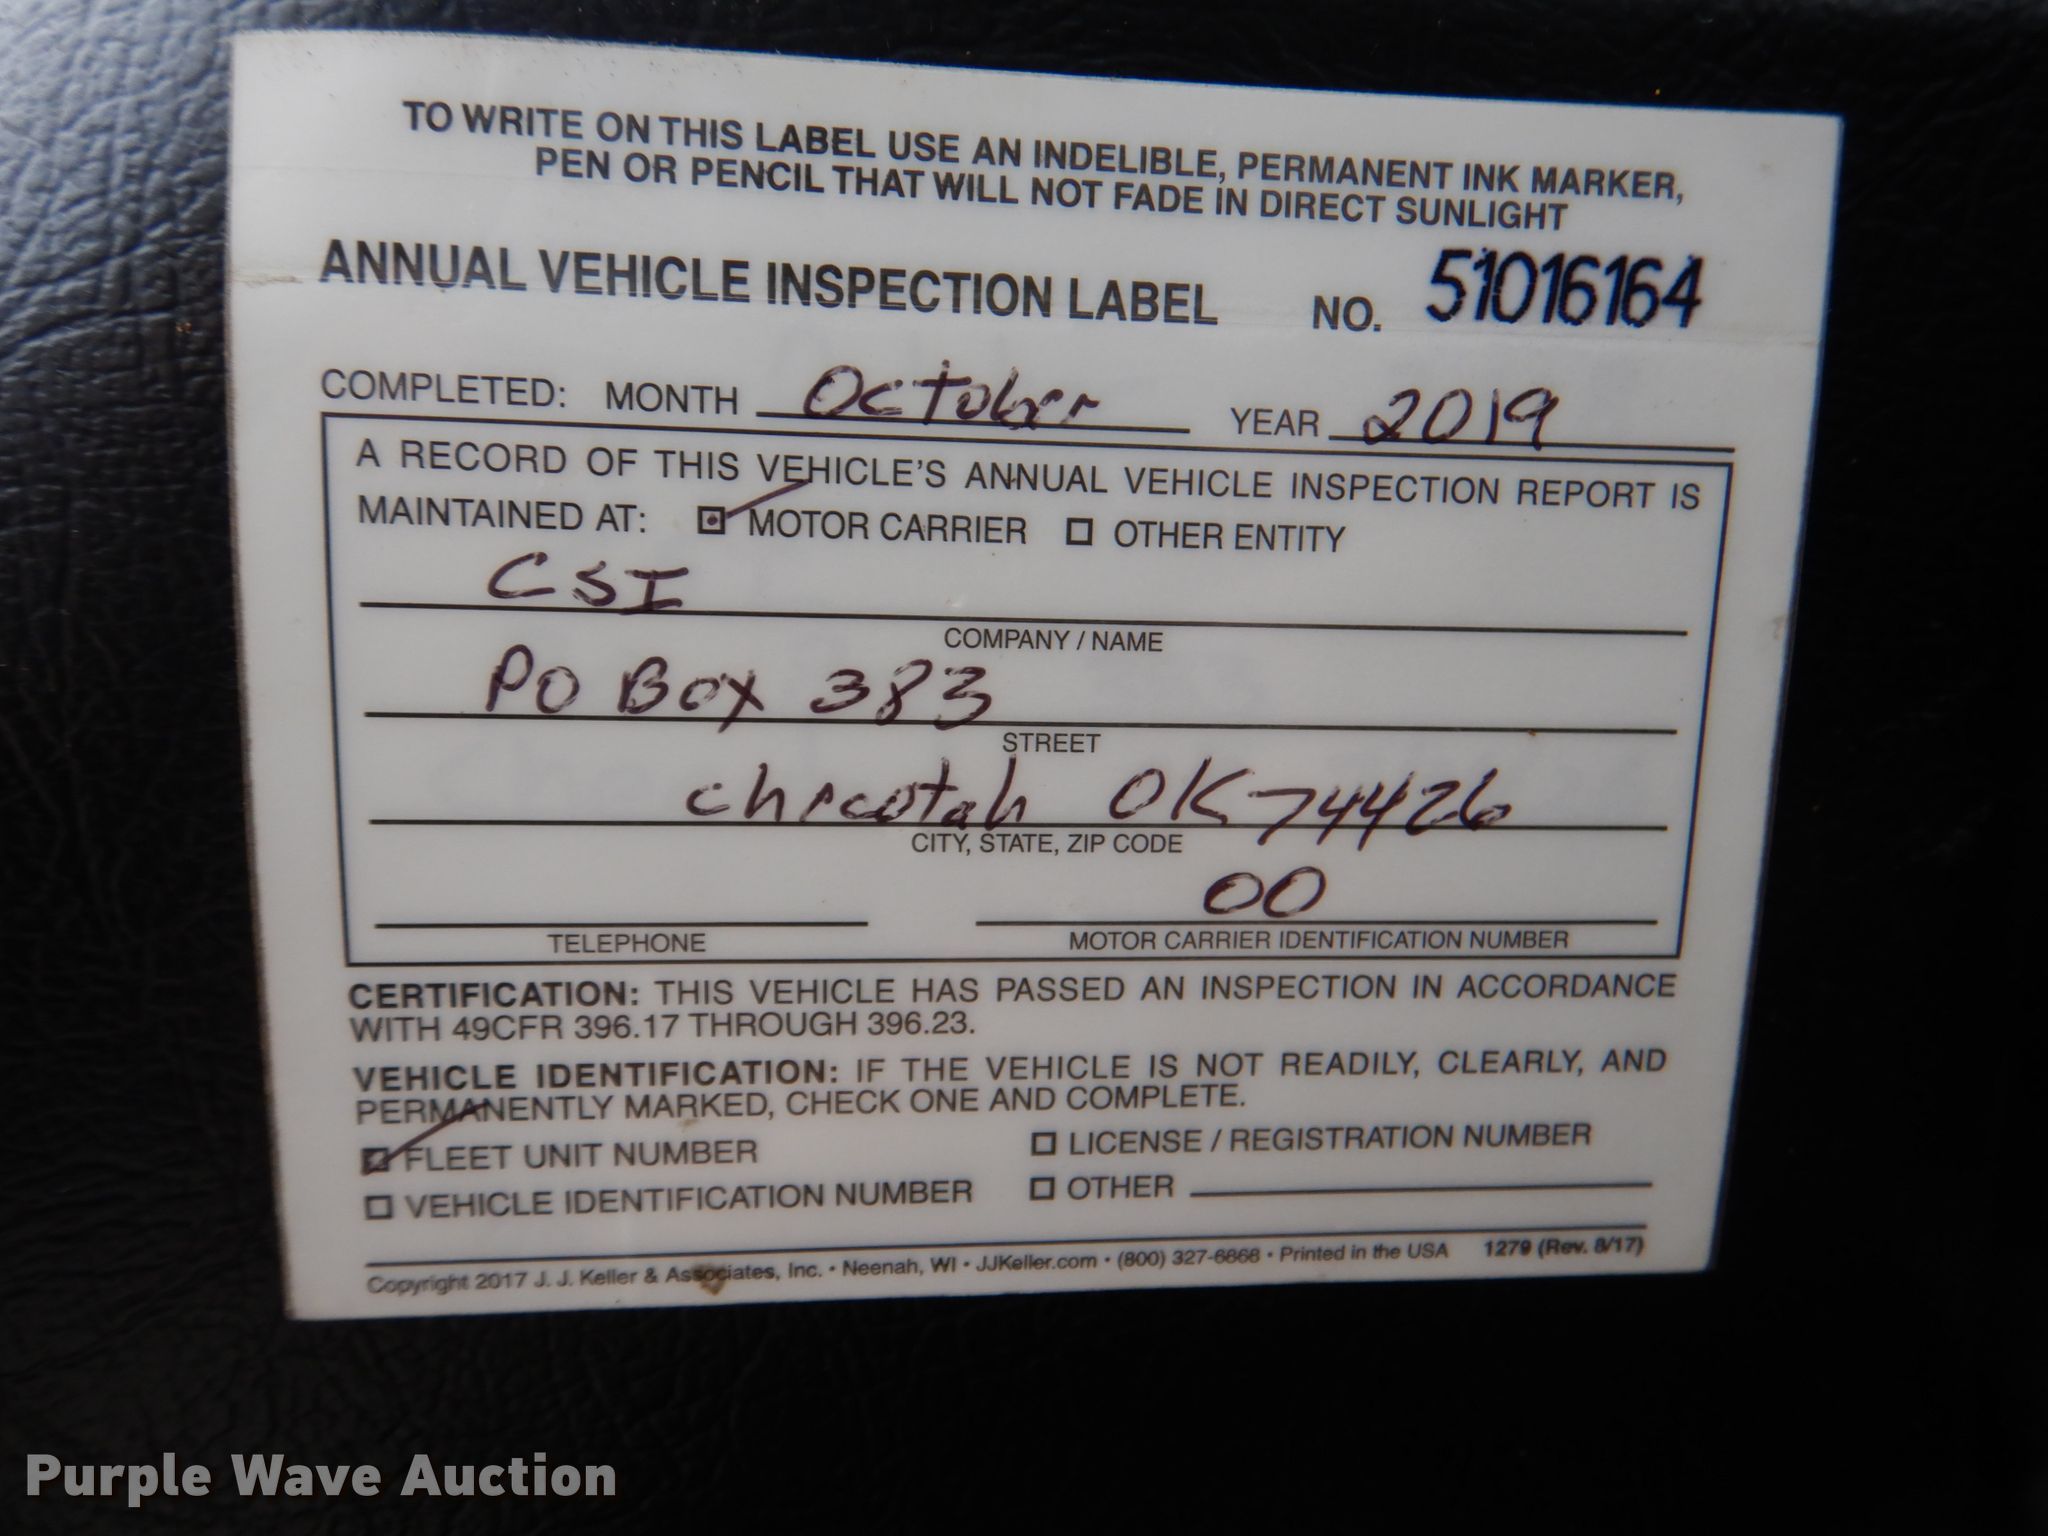 TO WRITE ON THIS LABEL USE AN INDELIBLE, PERMANENT INK MARKER,
PEN OR PENCIL THAT WILL NOT FADE IN DIRECT SUNLIGHT
ANNUAL VEHICLE INSPECTION LABEL NO. 51016164
COMPLETED: MONTH October YEAR 2019
A RECORD OF THIS VEHICLE'S ANNUAL VEHICLE INSPECTION REPORT IS
MAINTAINED AT: MOTOR CARRIER OTHER ENTITY
CSI
COMPANY / NAME
PO Box 383
STREET
Checotah OK 74426
CITY, STATE, ZIP CODE
00
TELEPHONE MOTOR CARRIER IDENTIFICATION NUMBER
CERTIFICATION: THIS VEHICLE HAS PASSED AN INSPECTION IN ACCORDANCE
WITH 49CFR 396.17 THROUGH 396.23.
VEHICLE IDENTIFICATION: IF THE VEHICLE IS NOT READILY, CLEARLY, AND
PERMANENTLY MARKED, CHECK ONE AND COMPLETE.
FLEET UNIT NUMBER LICENSE / REGISTRATION NUMBER
VEHICLE IDENTIFICATION NUMBER OTHER
Copyright 2017 J. J. Keller & Associates, Inc. • Neenah, WI • JJKeller.com • (800) 327-6868 • Printed in the USA 1279 (Rev. 8/17)
Purple Wave Auction